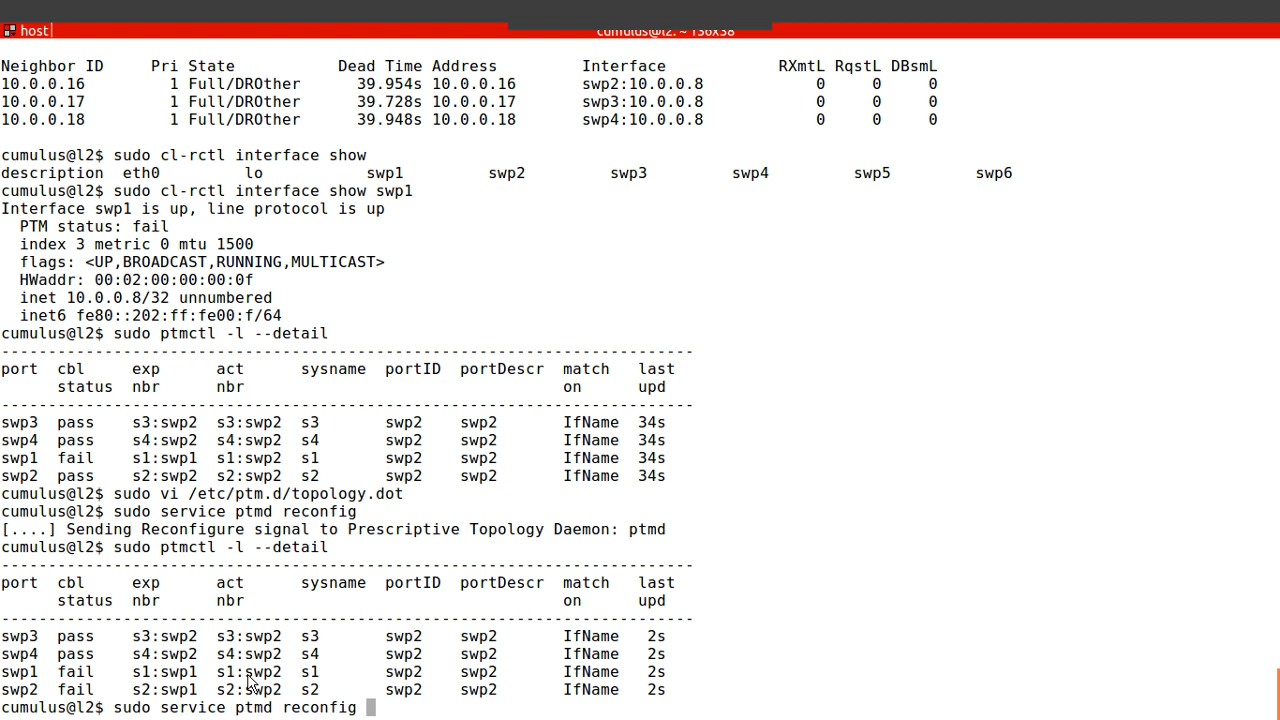 host
cumulus@l2: ~ 136x38
Neighbor ID     Pri State           Dead Time Address         Interface            RXmtL RqstL DBsmL
10.0.0.16         1 Full/DROther      39.954s 10.0.0.16       swp2:10.0.0.8            0     0     0
10.0.0.17         1 Full/DROther      39.728s 10.0.0.17       swp3:10.0.0.8            0     0     0
10.0.0.18         1 Full/DROther      39.948s 10.0.0.18       swp4:10.0.0.8            0     0     0
cumulus@l2$ sudo cl-rctl interface show
description  eth0         lo           swp1         swp2         swp3         swp4         swp5         swp6
cumulus@l2$ sudo cl-rctl interface show swp1
Interface swp1 is up, line protocol is up
  PTM status: fail
  index 3 metric 0 mtu 1500
  flags: <UP,BROADCAST,RUNNING,MULTICAST>
  HWaddr: 00:02:00:00:00:0f
  inet 10.0.0.8/32 unnumbered
  inet6 fe80::202:ff:fe00:f/64
cumulus@l2$ sudo ptmctl -l --detail
--------------------------------------------------------------------------
port  cbl     exp      act      sysname  portID  portDescr  match   last
      status  nbr      nbr                                  on      upd
--------------------------------------------------------------------------
swp3  pass    s3:swp2  s3:swp2  s3       swp2    swp2       IfName  34s
swp4  pass    s4:swp2  s4:swp2  s4       swp2    swp2       IfName  34s
swp1  fail    s1:swp1  s1:swp2  s1       swp2    swp2       IfName  34s
swp2  pass    s2:swp2  s2:swp2  s2       swp2    swp2       IfName  34s
cumulus@l2$ sudo vi /etc/ptm.d/topology.dot
cumulus@l2$ sudo service ptmd reconfig
[....] Sending Reconfigure signal to Prescriptive Topology Daemon: ptmd
cumulus@l2$ sudo ptmctl -l --detail
--------------------------------------------------------------------------
port  cbl     exp      act      sysname  portID  portDescr  match   last
      status  nbr      nbr                                  on      upd
--------------------------------------------------------------------------
swp3  pass    s3:swp2  s3:swp2  s3       swp2    swp2       IfName   2s
swp4  pass    s4:swp2  s4:swp2  s4       swp2    swp2       IfName   2s
swp1  fail    s1:swp1  s1:swp2  s1       swp2    swp2       IfName   2s
swp2  fail    s2:swp1  s2:swp2  s2       swp2    swp2       IfName   2s
cumulus@l2$ sudo service ptmd reconfig